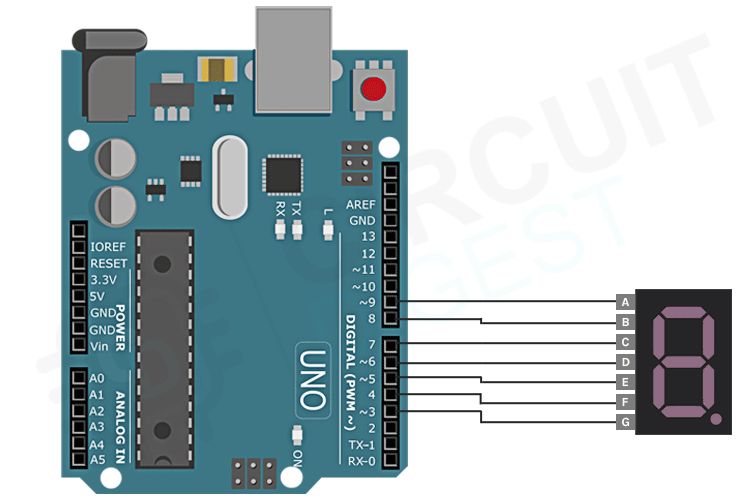 CIRCUIT
DIGEST
RX
TX
L
AREF
GND
13
12
~11
~10
~9
8
7
~6
~5
4
~3
2
TX-1
RX-0
DIGITAL (PWM ~)
IOREF
RESET
3.3V
5V
GND
GND
Vin
POWER
A0
A1
A2
A3
A4
A5
ANALOG IN
UNO
ON
A
B
C
D
E
F
G